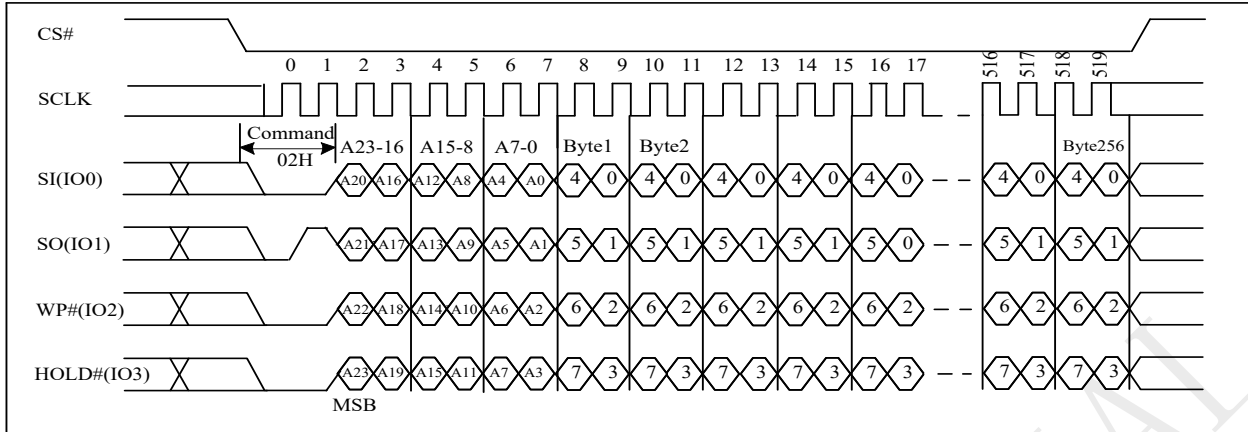 CS#
0 1 2 3 4 5 6 7 8 9 10 11 12 13 14 15 16 17 516 517 518 519
SCLK
Command
02H
A23-16 A15-8 A7-0 Byte1 Byte2 Byte256
SI(IO0) A20 A16 A12 A8 A4 A0 4 0 4 0 4 0 4 0 4 0 4 0 4 0
SO(IO1) A21 A17 A13 A9 A5 A1 5 1 5 1 5 1 5 1 5 0 5 1 5 1
WP#(IO2) A22 A18 A14 A10 A6 A2 6 2 6 2 6 2 6 2 6 2 6 2 6 2
HOLD#(IO3) A23 A19 A15 A11 A7 A3 7 3 7 3 7 3 7 3 7 3 7 3 7 3
MSB